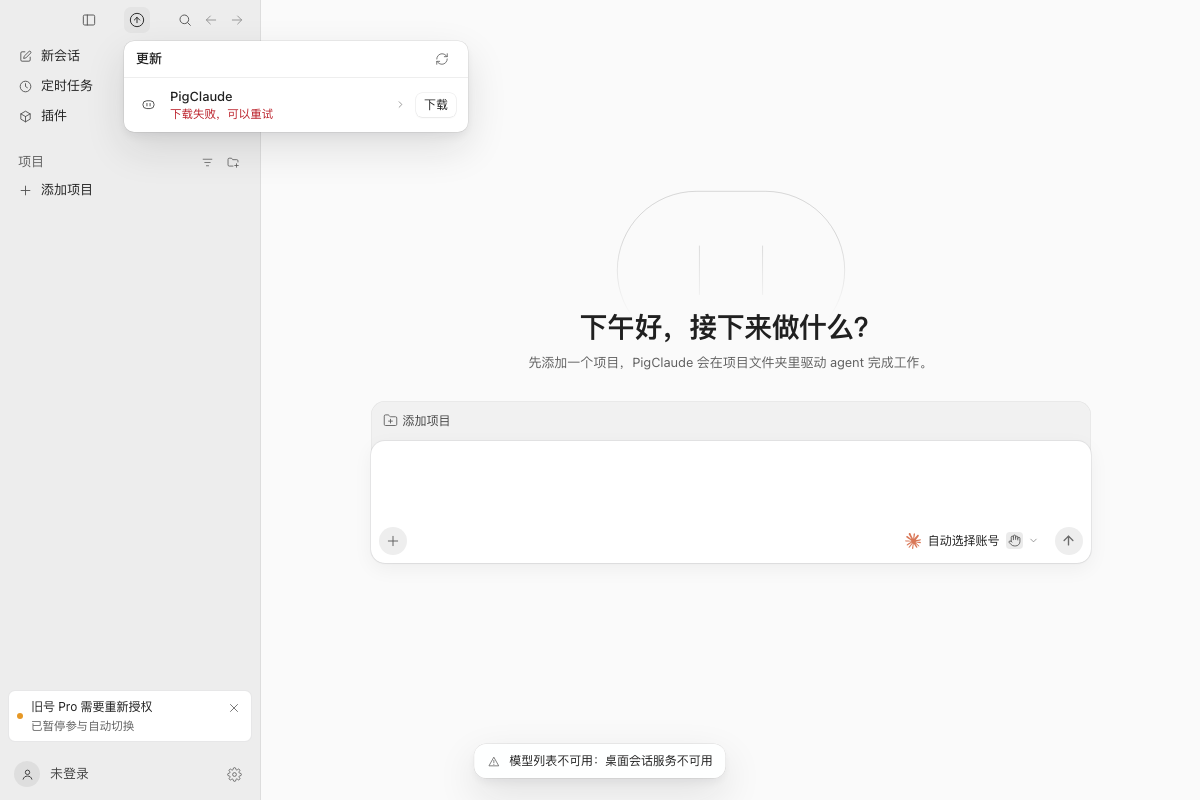 更新
PigClaude
下载失败，可以重试
下载
新会话
定时任务
插件
项目
添加项目
下午好，接下来做什么?
先添加一个项目，PigClaude 会在项目文件夹里驱动 agent 完成工作。
添加项目
自动选择账号
旧号 Pro 需要重新授权
已暂停参与自动切换
未登录
模型列表不可用：桌面会话服务不可用